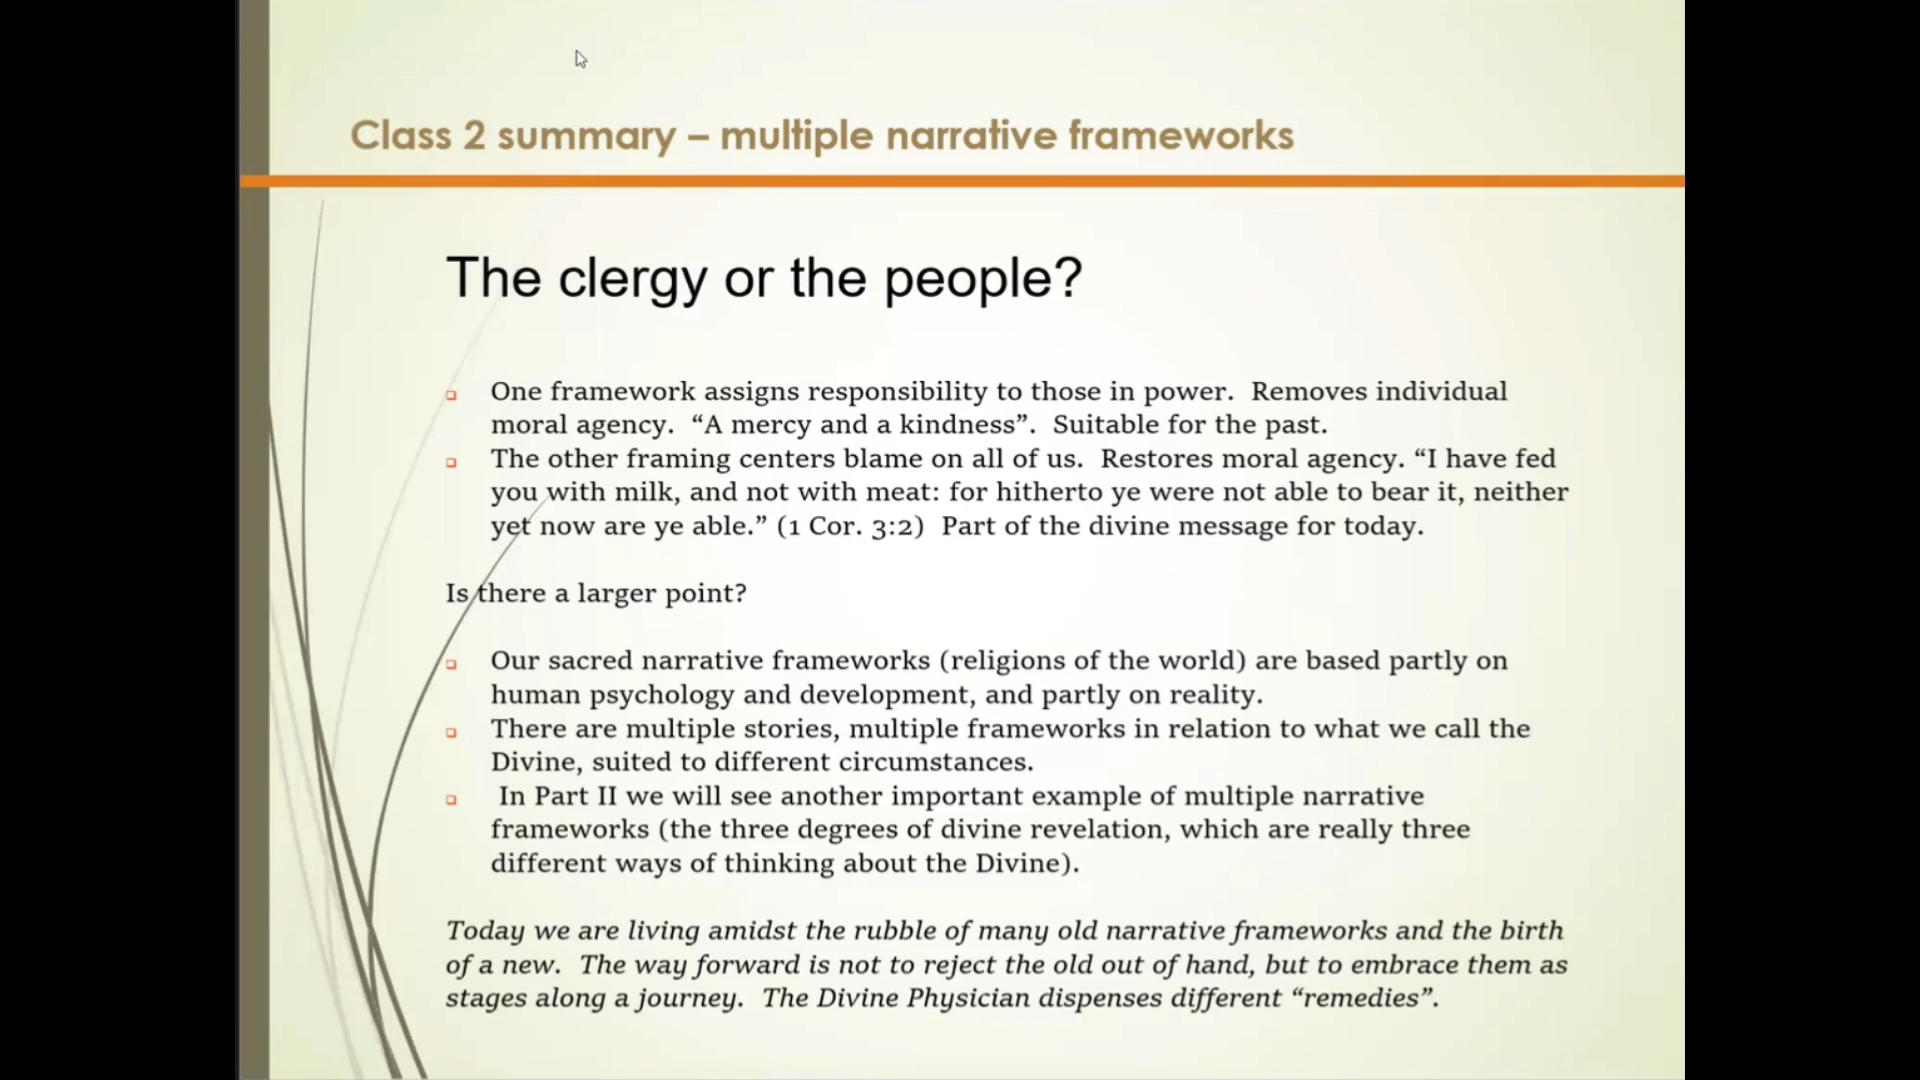 Class 2 summary – multiple narrative frameworks
The clergy or the people?
One framework assigns responsibility to those in power.  Removes individual
moral agency.  “A mercy and a kindness”.  Suitable for the past.
The other framing centers blame on all of us.  Restores moral agency. “I have fed
you with milk, and not with meat: for hitherto ye were not able to bear it, neither
yet now are ye able.” (1 Cor. 3:2)  Part of the divine message for today.
Is there a larger point?
Our sacred narrative frameworks (religions of the world) are based partly on
human psychology and development, and partly on reality.
There are multiple stories, multiple frameworks in relation to what we call the
Divine, suited to different circumstances.
In Part II we will see another important example of multiple narrative
frameworks (the three degrees of divine revelation, which are really three
different ways of thinking about the Divine).
Today we are living amidst the rubble of many old narrative frameworks and the birth
of a new.  The way forward is not to reject the old out of hand, but to embrace them as
stages along a journey.  The Divine Physician dispenses different “remedies”.